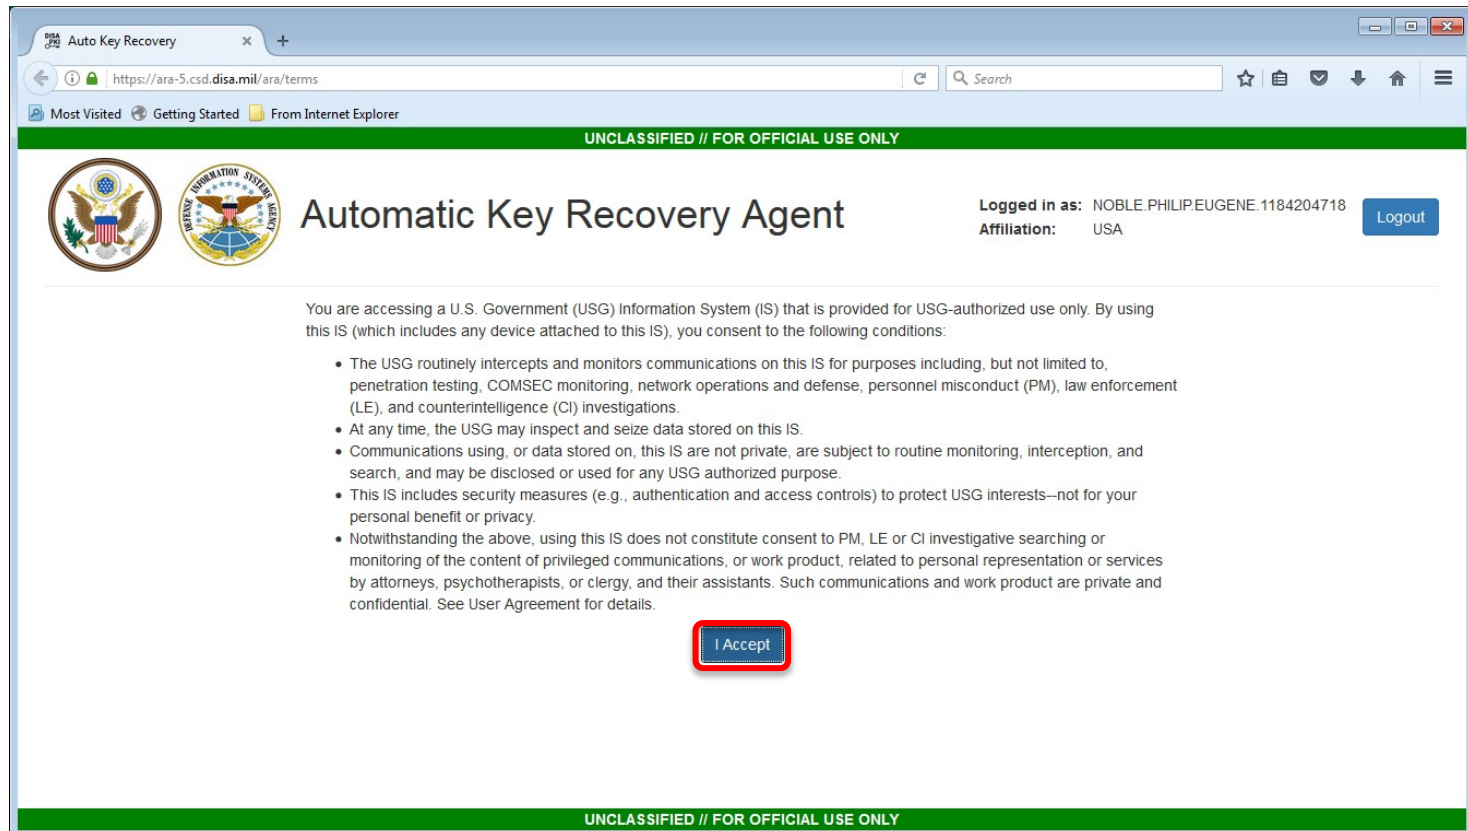 Auto Key Recovery
https://ara-5.csd.disa.mil/ara/terms
Search
Most Visited Getting Started From Internet Explorer
UNCLASSIFIED // FOR OFFICIAL USE ONLY
DEFENSE INFORMATION SYSTEMS AGENCY
Automatic Key Recovery Agent
Logged in as: NOBLE.PHILIP.EUGENE.1184204718
Affiliation: USA
Logout
You are accessing a U.S. Government (USG) Information System (IS) that is provided for USG-authorized use only. By using
this IS (which includes any device attached to this IS), you consent to the following conditions:
• The USG routinely intercepts and monitors communications on this IS for purposes including, but not limited to,
penetration testing, COMSEC monitoring, network operations and defense, personnel misconduct (PM), law enforcement
(LE), and counterintelligence (CI) investigations.
• At any time, the USG may inspect and seize data stored on this IS.
• Communications using, or data stored on, this IS are not private, are subject to routine monitoring, interception, and
search, and may be disclosed or used for any USG authorized purpose.
• This IS includes security measures (e.g., authentication and access controls) to protect USG interests--not for your
personal benefit or privacy.
• Notwithstanding the above, using this IS does not constitute consent to PM, LE or CI investigative searching or
monitoring of the content of privileged communications, or work product, related to personal representation or services
by attorneys, psychotherapists, or clergy, and their assistants. Such communications and work product are private and
confidential. See User Agreement for details.
I Accept
UNCLASSIFIED // FOR OFFICIAL USE ONLY